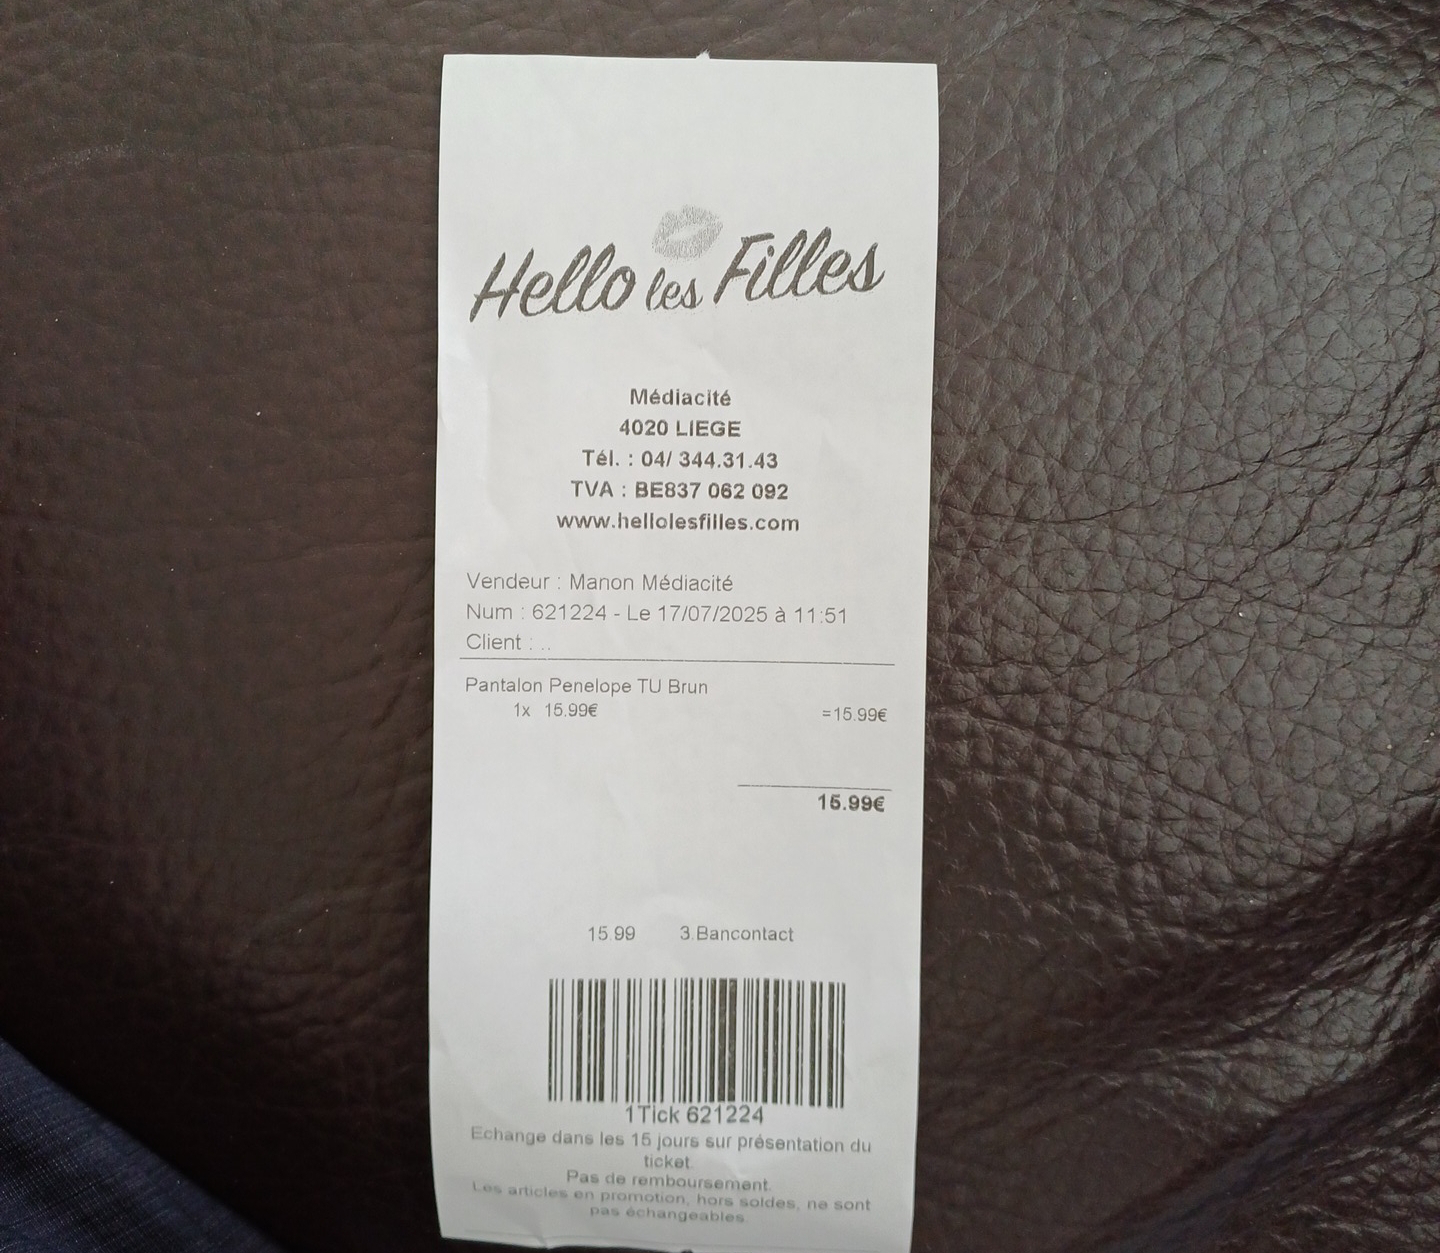 Hello les Filles
Médiacité
4020 LIEGE
Tél. : 04/ 344.31.43
TVA : BE837 062 092
www.hellolesfilles.com
Vendeur : Manon Médiacité
Num : 621224 - Le 17/07/2025 à 11:51
Client : ..
Pantalon Penelope TU Brun
1x 15.99€ =15.99€
15.99€
15.99 3.Bancontact
1Tick 621224
Echange dans les 15 jours sur présentation du
ticket.
Pas de remboursement.
Les articles en promotion, hors soldes, ne sont
pas échangeables.